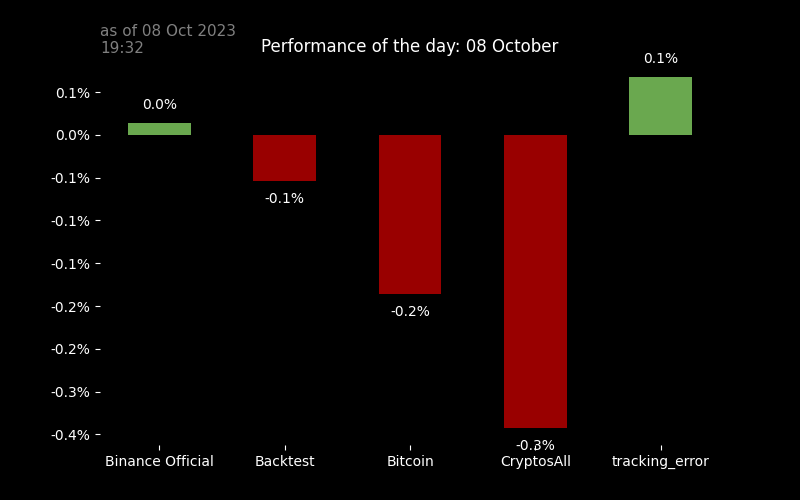 as of 08 Oct 2023
19:32
Performance of the day: 08 October
0.1%
0.0%
-0.1%
-0.1%
-0.1%
-0.2%
-0.2%
-0.3%
-0.4%
0.0%
-0.1%
-0.2%
-0.3%
0.1%
Binance Official
Backtest
Bitcoin
CryptosAll
tracking_error